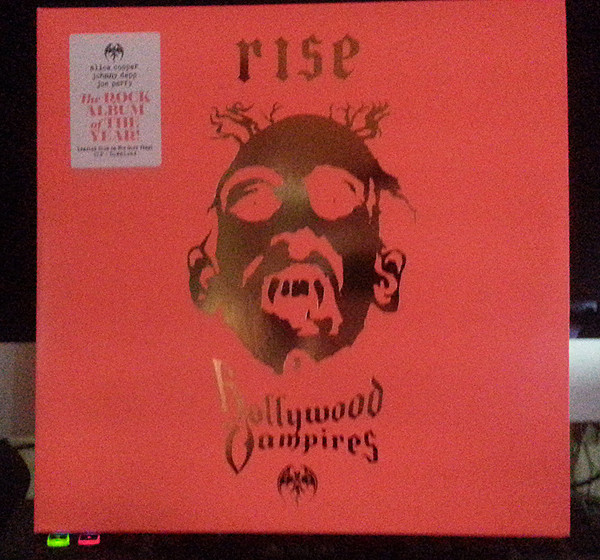 rise
alice cooper
johnny depp
joe perry
The ROCK
ALBUM
of THE
YEAR!
Hollywood
Vampires